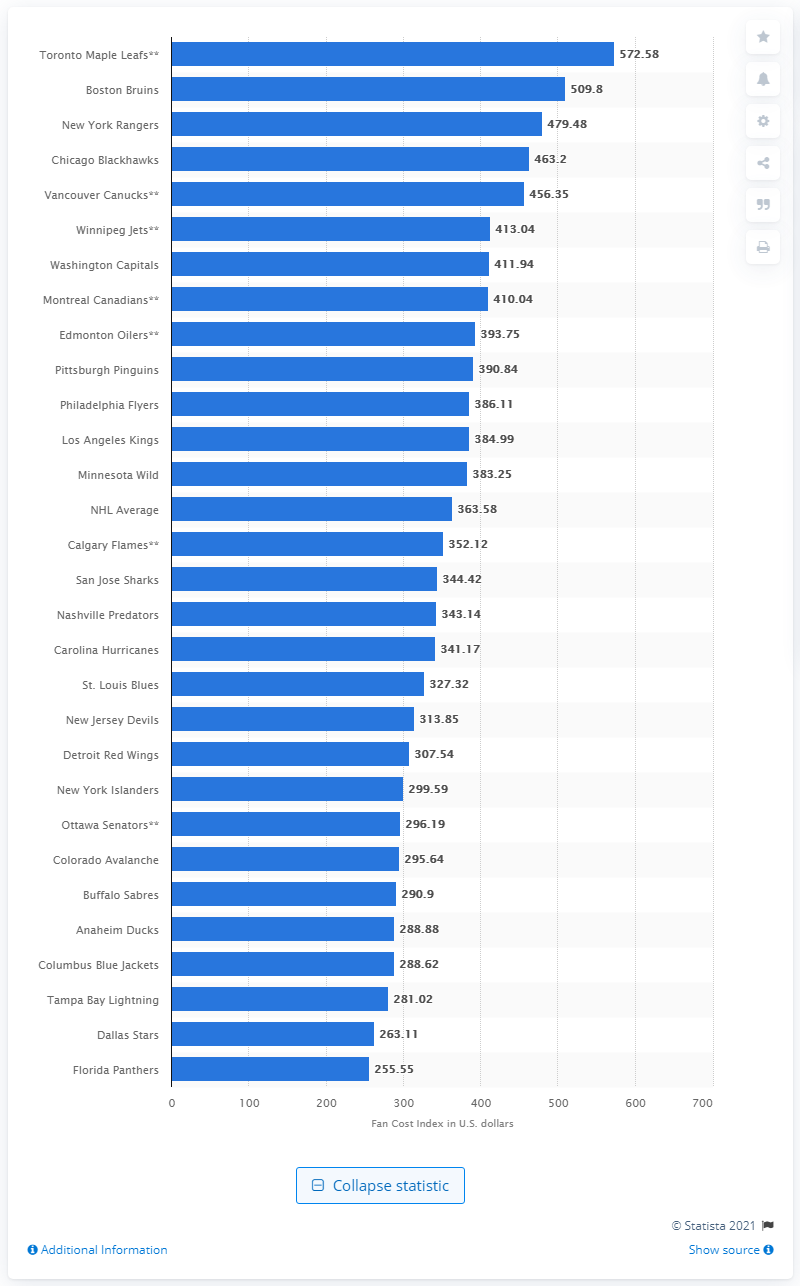 Toronto Maple Leafs** 572.58
Boston Bruins 509.8
New York Rangers 479.48
Chicago Blackhawks 463.2
Vancouver Canucks** 456.35
Winnipeg Jets** 413.04
Washington Capitals 411.94
Montreal Canadians** 410.04
Edmonton Oilers** 393.75
Pittsburgh Pinguins 390.84
Philadelphia Flyers 386.11
Los Angeles Kings 384.99
Minnesota Wild 383.25
NHL Average 363.58
Calgary Flames** 352.12
San Jose Sharks 344.42
Nashville Predators 343.14
Carolina Hurricanes 341.17
St. Louis Blues 327.32
New Jersey Devils 313.85
Detroit Red Wings 307.54
New York Islanders 299.59
Ottawa Senators** 296.19
Colorado Avalanche 295.64
Buffalo Sabres 290.9
Anaheim Ducks 288.88
Columbus Blue Jackets 288.62
Tampa Bay Lightning 281.02
Dallas Stars 263.11
Florida Panthers 255.55
0 100 200 300 400 500 600 700
Fan Cost Index in U.S. dollars
Collapse statistic
© Statista 2021
Additional Information Show source